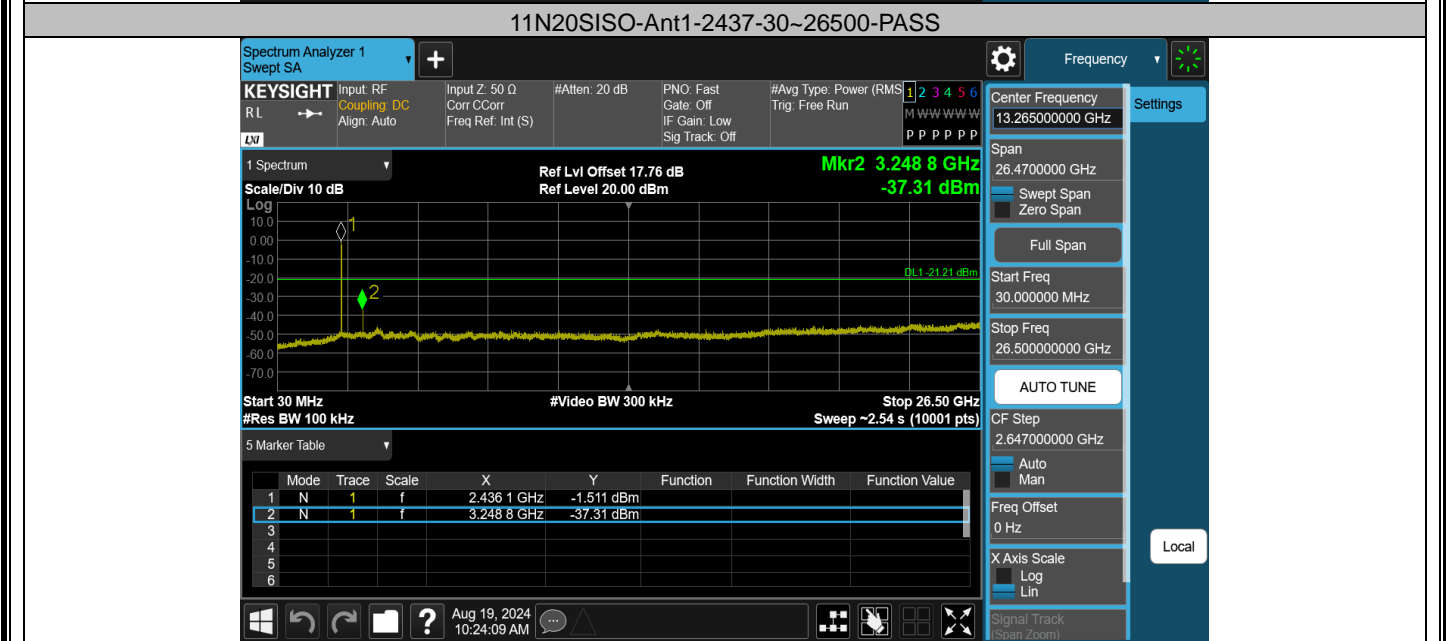 11N20SISO-Ant1-2437-30~26500-PASS
Spectrum Analyzer 1
Swept SA
Frequency
KEYSIGHT
R L
LXI
Input: RF
Coupling: DC
Align: Auto
Input Z: 50 Ω
Corr CCorr
Freq Ref: Int (S)
#Atten: 20 dB
PNO: Fast
Gate: Off
IF Gain: Low
Sig Track: Off
#Avg Type: Power (RMS
Trig: Free Run
1 2 3 4 5 6
M W W W W W
P P P P P P
Center Frequency
13.265000000 GHz
Settings
Span
26.4700000 GHz
Swept Span
Zero Span
Full Span
Start Freq
30.000000 MHz
Stop Freq
26.500000000 GHz
AUTO TUNE
CF Step
2.647000000 GHz
Auto
Man
Freq Offset
0 Hz
X Axis Scale
Log
Lin
Signal Track
(Span Zoom)
Local
1 Spectrum
Scale/Div 10 dB
Ref Lvl Offset 17.76 dB
Ref Level 20.00 dBm
Mkr2 3.248 8 GHz
-37.31 dBm
Log
10.0
0.00
-10.0
-20.0
-30.0
-40.0
-50.0
-60.0
-70.0
1
2
DL1 -21.21 dBm
Start 30 MHz
#Video BW 300 kHz
Stop 26.50 GHz
#Res BW 100 kHz
Sweep ~2.54 s (10001 pts)
5 Marker Table
Mode Trace Scale X Y Function Function Width Function Value
1 N 1 f 2.436 1 GHz -1.511 dBm
2 N 1 f 3.248 8 GHz -37.31 dBm
3
4
5
6
?
Aug 19, 2024
10:24:09 AM